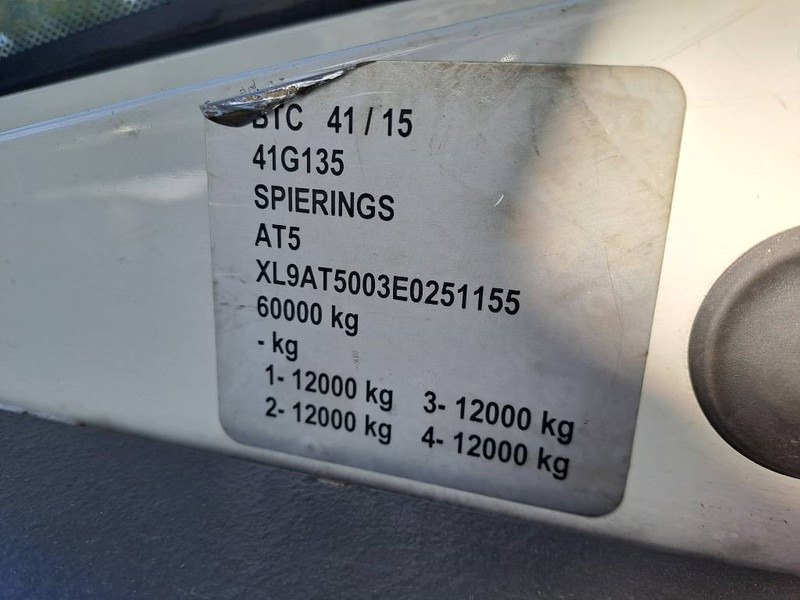 BTC 41 / 15
41G135
SPIERINGS
AT5
XL9AT5003E0251155
60000 kg
- kg
1- 12000 kg 3- 12000 kg
2- 12000 kg 4- 12000 kg